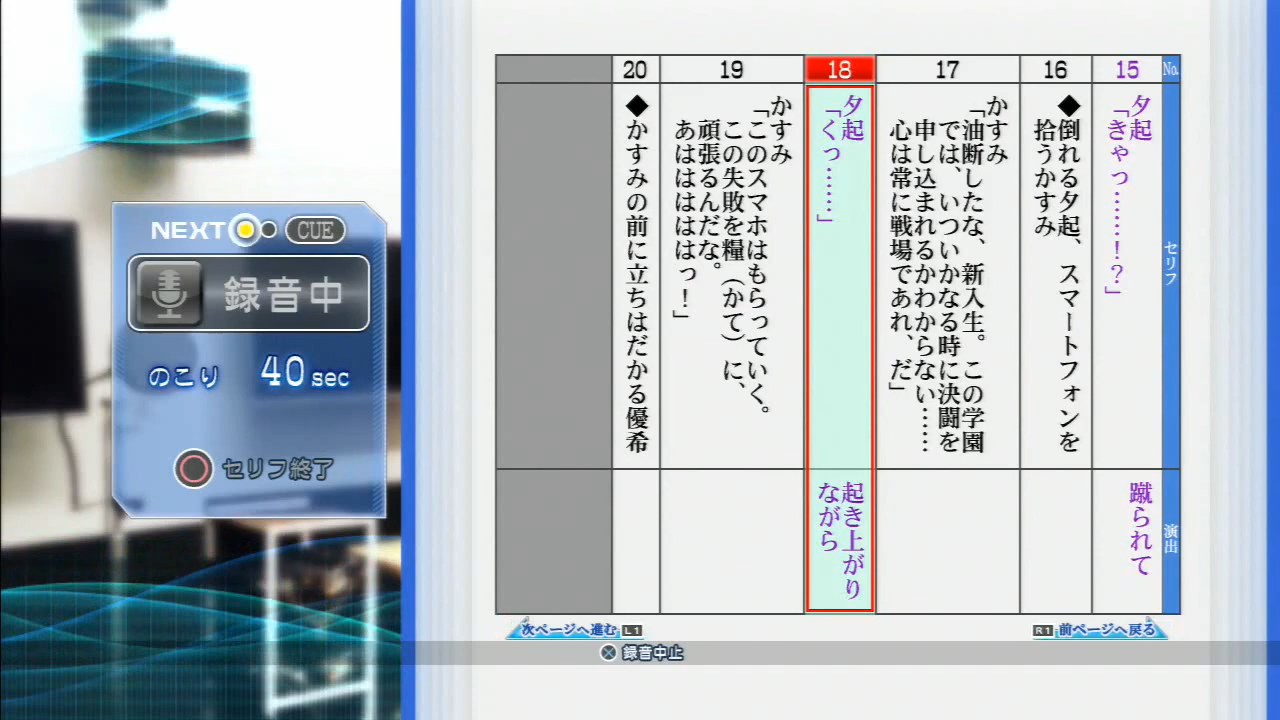 NEXT CUE
録音中
のこり 40sec
セリフ終了
No.
セリフ
演出
15
夕起
「きゃっ……！？」
蹴られて
16
◆倒れる夕起、スマートフォンを
拾うかすみ
17
かすみ
「油断したな、新入生。この学園
では、いついかなる時に決闘を
申し込まれるかわからない……
心は常に戦場であれ、だ」
18
夕起
「くっ……」
起き上がり
ながら
19
かすみ
「このスマホはもらっていく。
この失敗を糧（かて）に、
頑張るんだな。
あはははははっ！」
20
◆かすみの前に立ちはだかる優希
次ページへ進む L1
R1 前ページへ戻る
録音中止